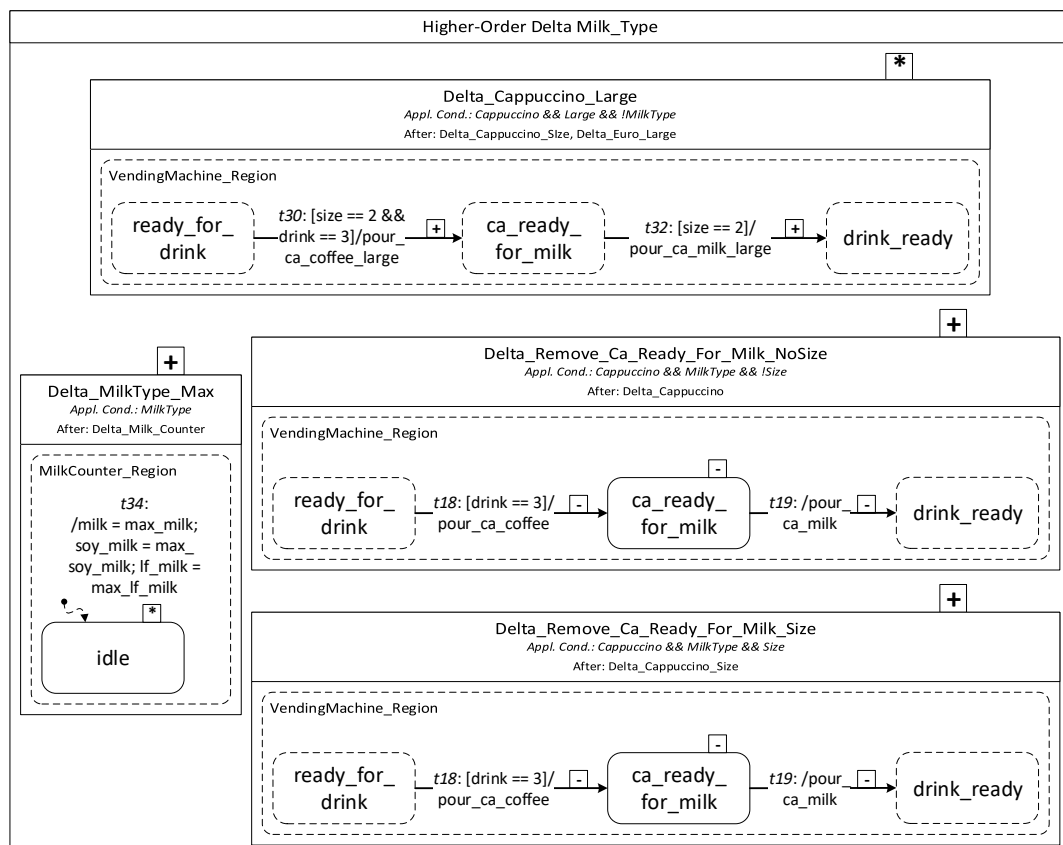 Higher-Order Delta Milk_Type
*
Delta_Cappuccino_Large
Appl. Cond.: Cappuccino && Large && !MilkType
After: Delta_Cappuccino_SIze, Delta_Euro_Large
VendingMachine_Region
ready_for_
drink
t30: [size == 2 &&
drink == 3]/pour_
ca_coffee_large
+
ca_ready_
for_milk
t32: [size == 2]/
pour_ca_milk_large
+
drink_ready
+
Delta_MilkType_Max
Appl. Cond.: MilkType
After: Delta_Milk_Counter
MilkCounter_Region
t34:
/milk = max_milk;
soy_milk = max_
soy_milk; lf_milk =
max_lf_milk
*
idle
+
Delta_Remove_Ca_Ready_For_Milk_NoSize
Appl. Cond.: Cappuccino && MilkType && !Size
After: Delta_Cappuccino
VendingMachine_Region
ready_for_
drink
t18: [drink == 3]/
pour_ca_coffee
-
-
ca_ready_
for_milk
t19: /pour_
ca_milk
-
drink_ready
+
Delta_Remove_Ca_Ready_For_Milk_Size
Appl. Cond.: Cappuccino && MilkType && Size
After: Delta_Cappuccino_Size
VendingMachine_Region
ready_for_
drink
t18: [drink == 3]/
pour_ca_coffee
-
-
ca_ready_
for_milk
t19: /pour_
ca_milk
-
drink_ready